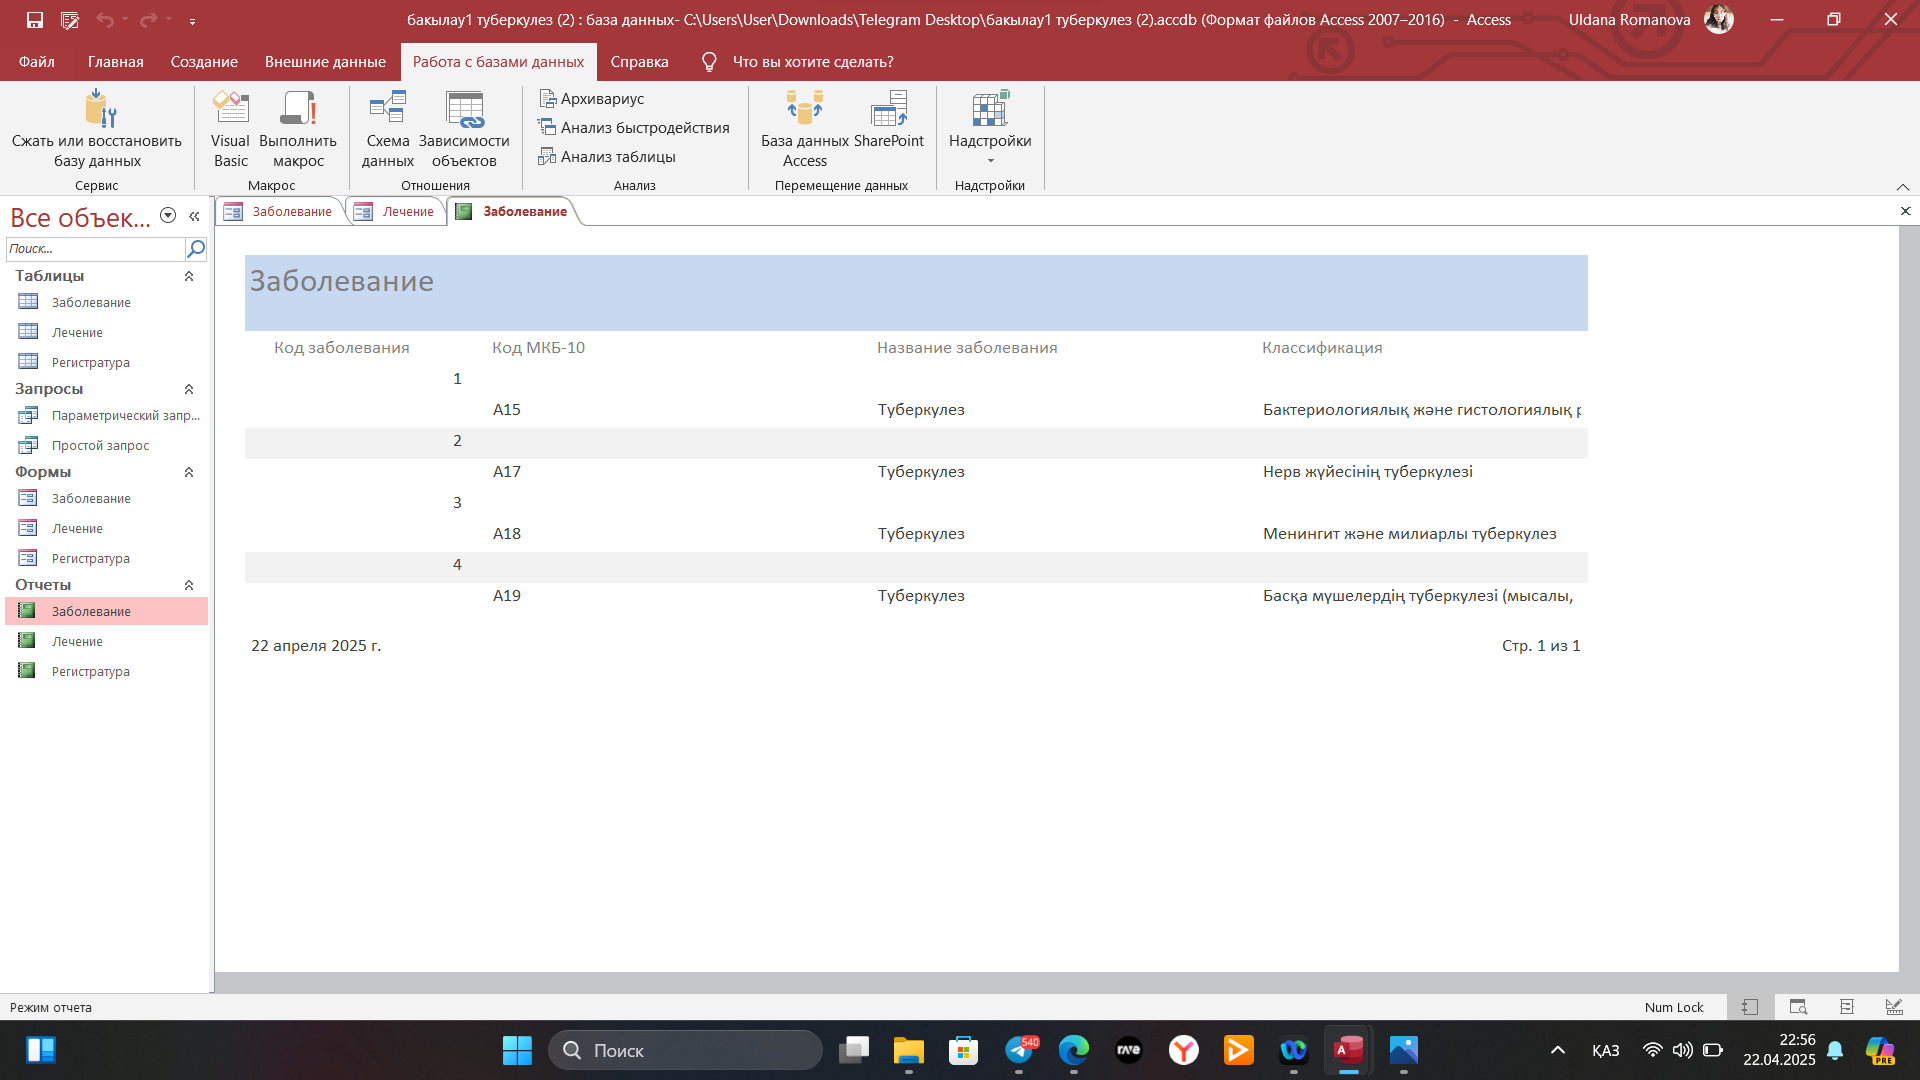 бакылау1 туберкулез (2) : база данных- C:\Users\User\Downloads\Telegram Desktop\бакылау1 туберкулез (2).accdb (Формат файлов Access 2007–2016) - Access
Uldana Romanova
Файл
Главная
Создание
Внешние данные
Работа с базами данных
Справка
Что вы хотите сделать?
Сжать или восстановить
базу данных
Сервис
Visual
Basic
Выполнить
макрос
Макрос
Схема
данных
Зависимости
объектов
Отношения
Архивариус
Анализ быстродействия
Анализ таблицы
Анализ
База данных
Access
SharePoint
Перемещение данных
Надстройки
Надстройки
Все объек...
Поиск...
Таблицы
Заболевание
Лечение
Регистратура
Запросы
Параметрический запр...
Простой запрос
Формы
Заболевание
Лечение
Регистратура
Отчеты
Заболевание
Лечение
Регистратура
Заболевание
Лечение
Заболевание
Заболевание
Код заболевания Код МКБ-10 Название заболевания Классификация
1
A15 Туберкулез Бактериологиялық және гистологиялық
2
A17 Туберкулез Нерв жүйесінің туберкулезі
3
A18 Туберкулез Менингит және милиарлы туберкулез
4
A19 Туберкулез Басқа мүшелердің туберкулезі (мысалы,
22 апреля 2025 г. Стр. 1 из 1
Режим отчета
Num Lock
Поиск
540
rave
A
ҚАЗ
22:56
22.04.2025
PRE